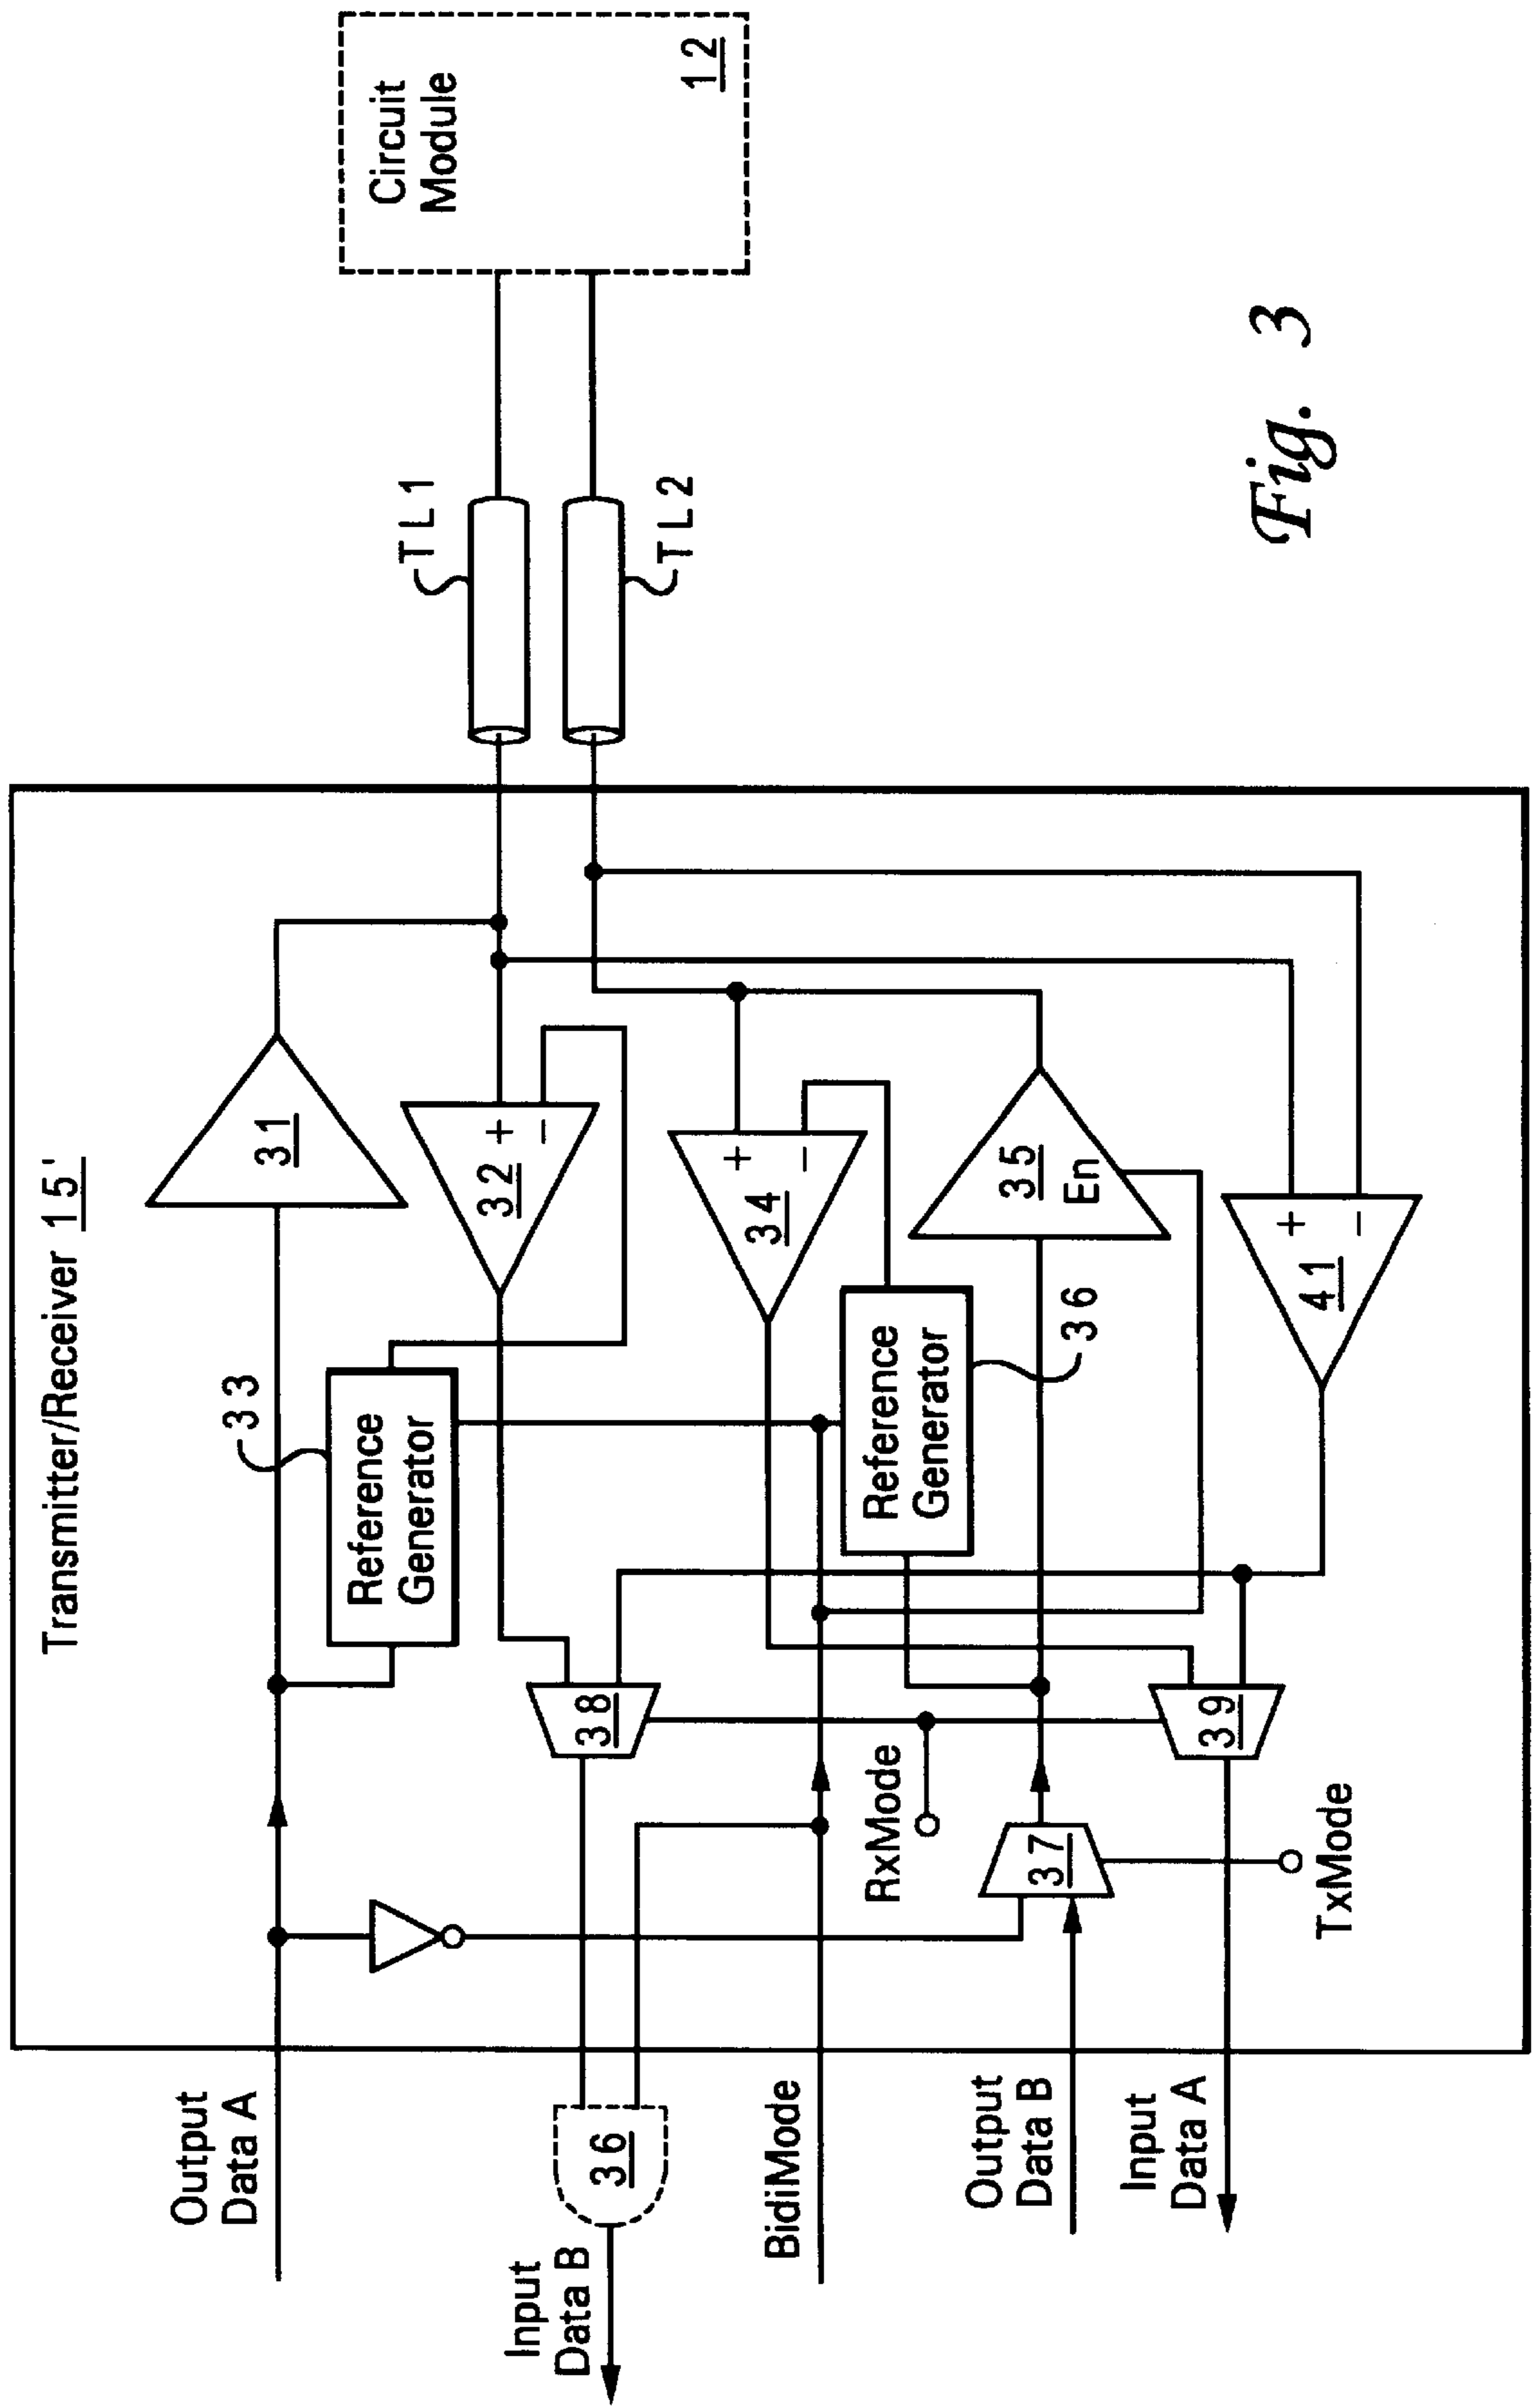 Transmitter/Receiver 15'
Output
Data A
31
33
Reference
Generator
32
+
−
TL1
Circuit
Module
12
TL2
Input
Data B
36
38
34
+
−
BidiMode
RxMode
Reference
Generator
36
35
En
Output
Data B
37
Input
Data A
39
TxMode
41
+
−
Fig. 3